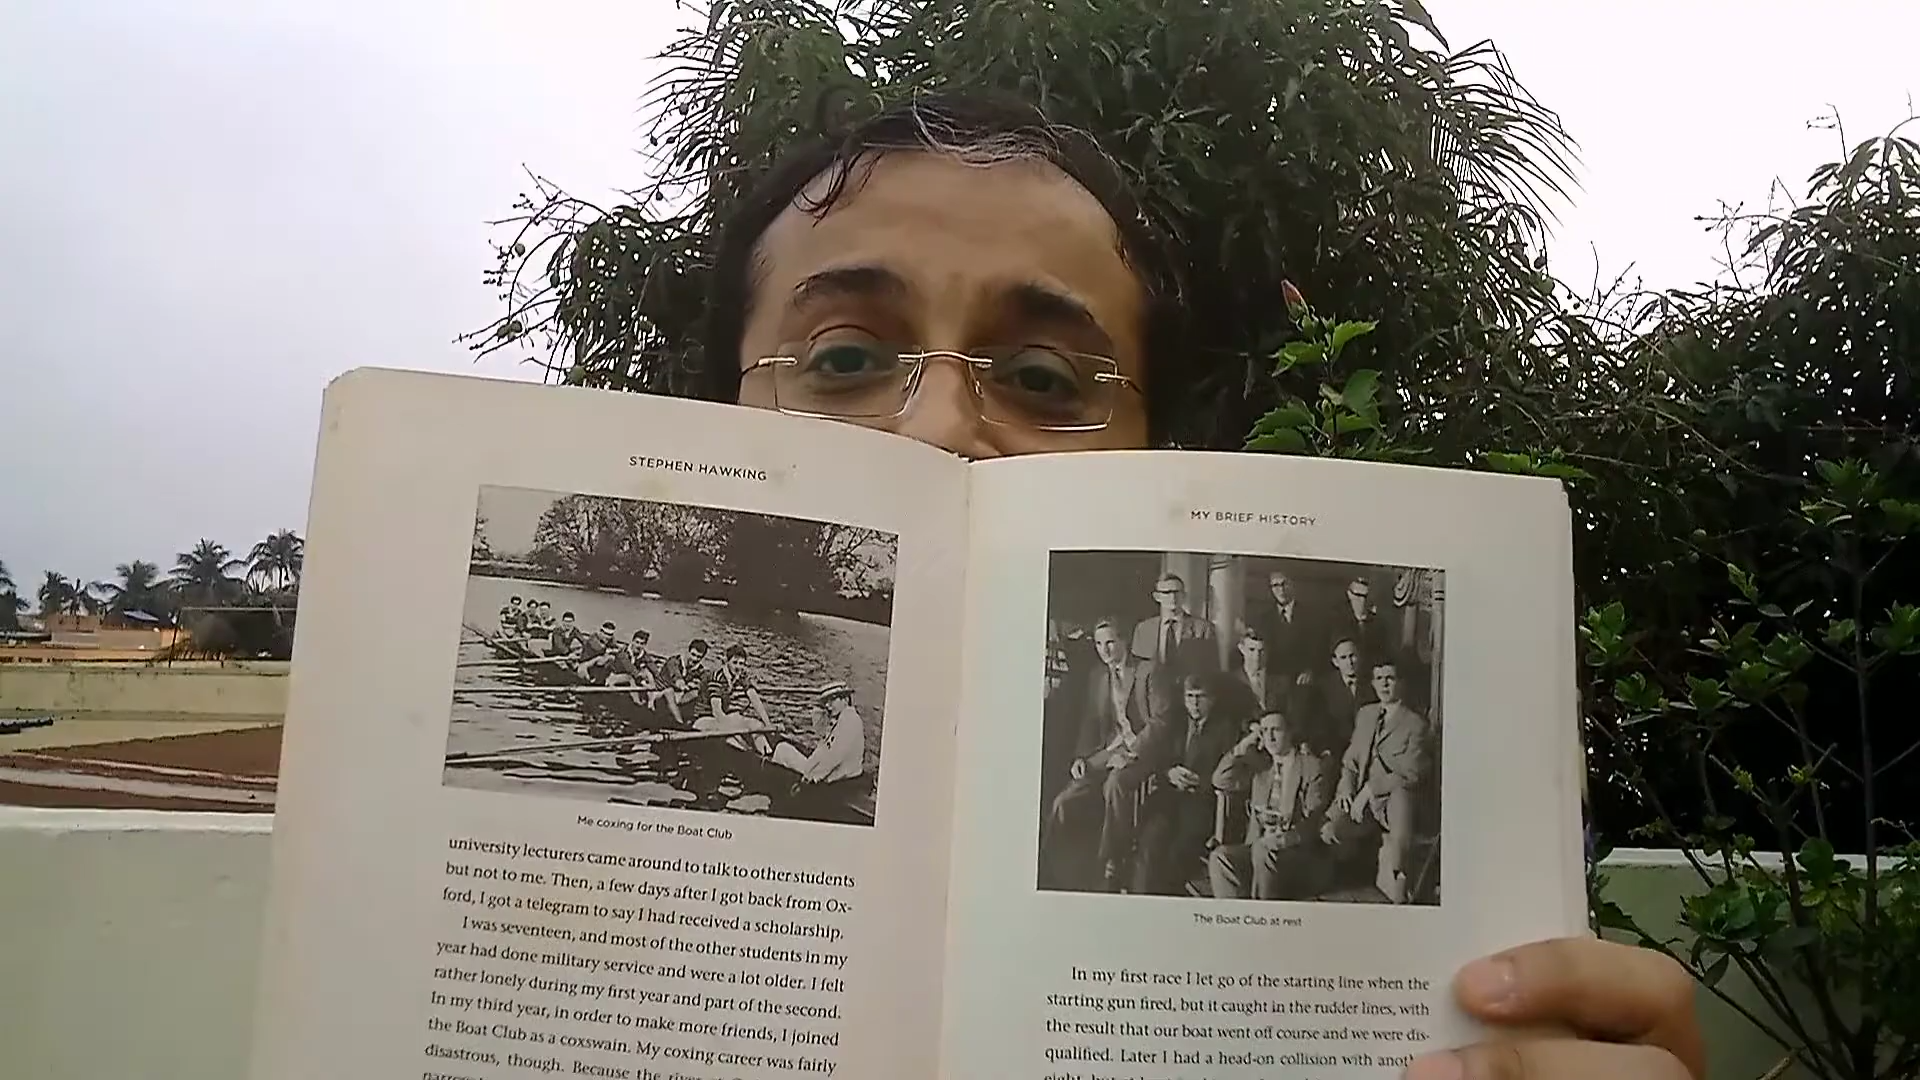 STEPHEN HAWKING
Me coxing for the Boat Club
university lecturers came around to talk to other students
but not to me. Then, a few days after I got back from Ox-
ford, I got a telegram to say I had received a scholarship.
I was seventeen, and most of the other students in my
year had done military service and were a lot older. I felt
rather lonely during my first year and part of the second.
In my third year, in order to make more friends, I joined
the Boat Club as a coxswain. My coxing career was fairly
disastrous, though. Because the
MY BRIEF HISTORY
The Boat Club at rest
In my first race I let go of the starting line when the
starting gun fired, but it caught in the rudder lines, with
the result that our boat went off course and we were dis-
qualified. Later I had a head-on collision with